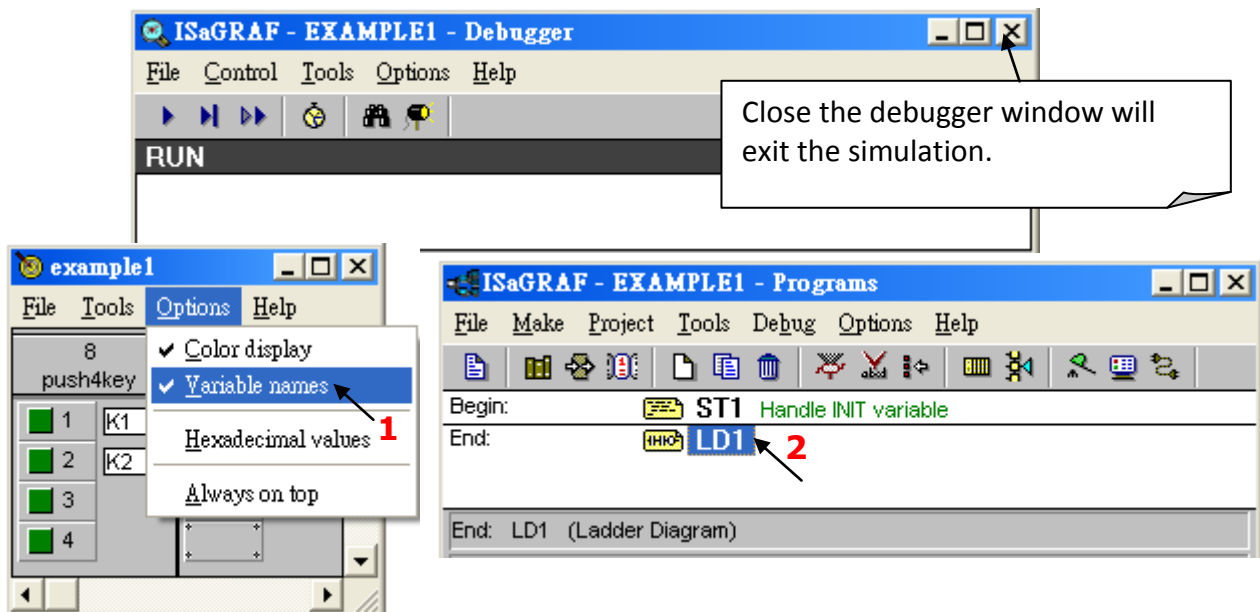 ISaGRAF - EXAMPLE1 - Debugger
File Control Tools Options Help
RUN
Close the debugger window will
exit the simulation.
example1
File Tools Options Help
8
push4key
1 K1
2 K2
3
4
Color display
Variable names
1
Hexadecimal values
Always on top
ISaGRAF - EXAMPLE1 - Programs
File Make Project Tools Debug Options Help
Begin: ST1 Handle INIT variable
End: LD1
2
End: LD1 (Ladder Diagram)